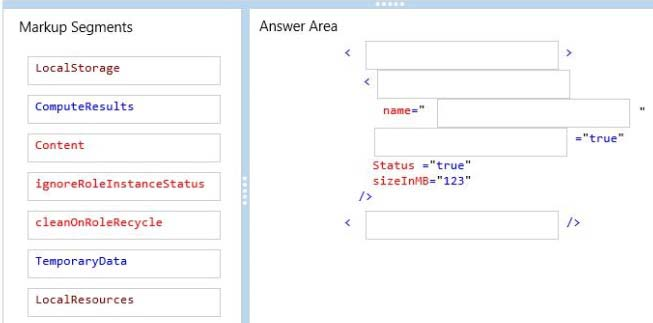 Markup Segments
LocalStorage
ComputeResults
Content
ignoreRoleInstanceStatus
cleanOnRoleRecycle
TemporaryData
LocalResources
Answer Area
< >
<
name=" "
="true"
Status ="true"
sizeInMB="123"
/>
< />